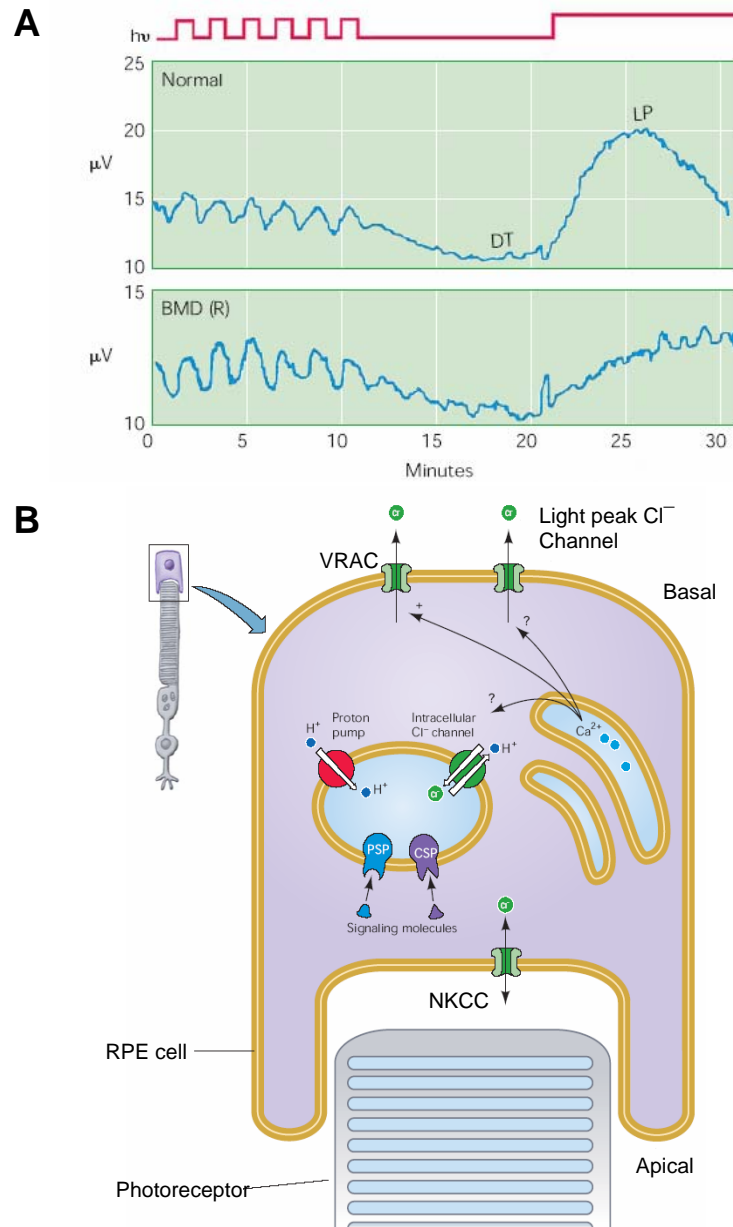 A
hυ
25
Normal
LP
20
μV
15
DT
10
15
BMD (R)
μV
10
0 5 10 15 20 25 30
Minutes
B
Cl⁻
Cl⁻
Light peak Cl⁻
Channel
VRAC
Basal
+
?
?
H⁺
Proton
pump
Intracellular
Cl⁻ channel
Ca²⁺
H⁺
H⁺
Cl⁻
PSP
CSP
Cl⁻
Signaling molecules
NKCC
RPE cell
Apical
Photoreceptor